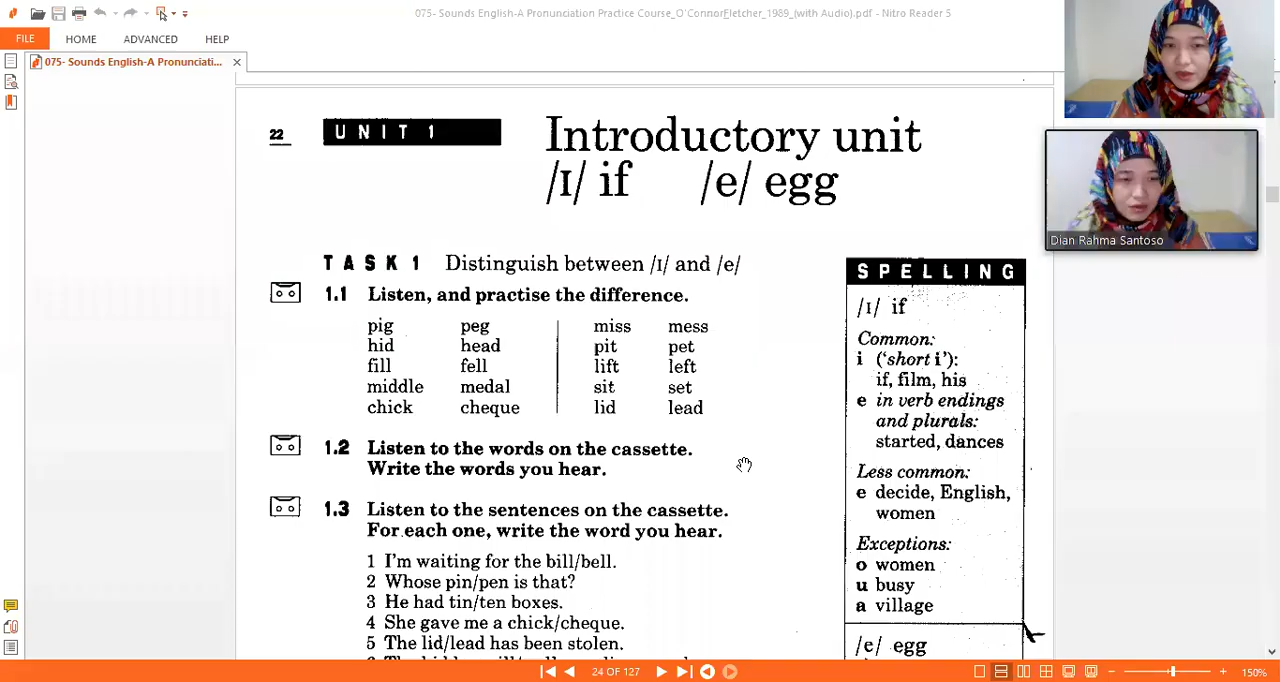 075- Sounds English-A Pronunciation Practice Course_O'ConnorFletcher_1989_(with Audio).pdf - Nitro Reader 5
FILE HOME ADVANCED HELP
075- Sounds English-A Pronunciati...
22 UNIT 1 Introductory unit
/ɪ/ if /e/ egg
TASK 1 Distinguish between /ɪ/ and /e/
1.1 Listen, and practise the difference.
pig peg miss mess
hid head pit pet
fill fell lift left
middle medal sit set
chick cheque lid lead
1.2 Listen to the words on the cassette.
Write the words you hear.
1.3 Listen to the sentences on the cassette.
For each one, write the word you hear.
1 I'm waiting for the bill/bell.
2 Whose pin/pen is that?
3 He had tin/ten boxes.
4 She gave me a chick/cheque.
5 The lid/lead has been stolen.
SPELLING
/ɪ/ if
Common:
i ('short i'):
if, film, his
e in verb endings
and plurals:
started, dances
Less common:
e decide, English,
women
Exceptions:
o women
u busy
a village
/e/ egg
Dian Rahma Santoso
24 OF 127
150%